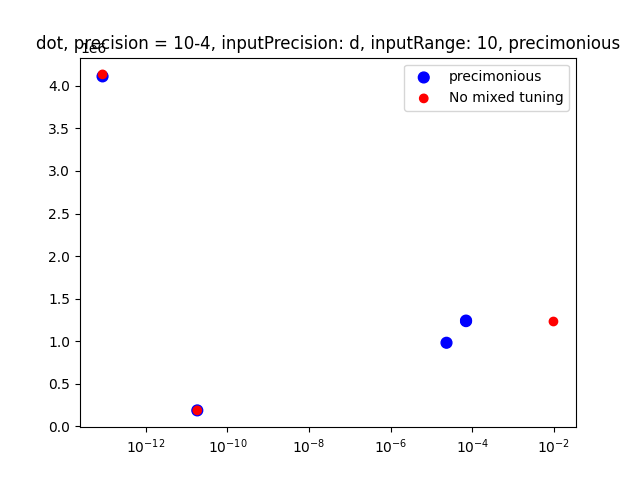 dot, precision = 10-4, inputPrecision: d, inputRange: 10, precimonious
1e6
precimonious
No mixed tuning
4.0
3.5
3.0
2.5
2.0
1.5
1.0
0.5
0.0
10⁻¹² 10⁻¹⁰ 10⁻⁸ 10⁻⁶ 10⁻⁴ 10⁻²